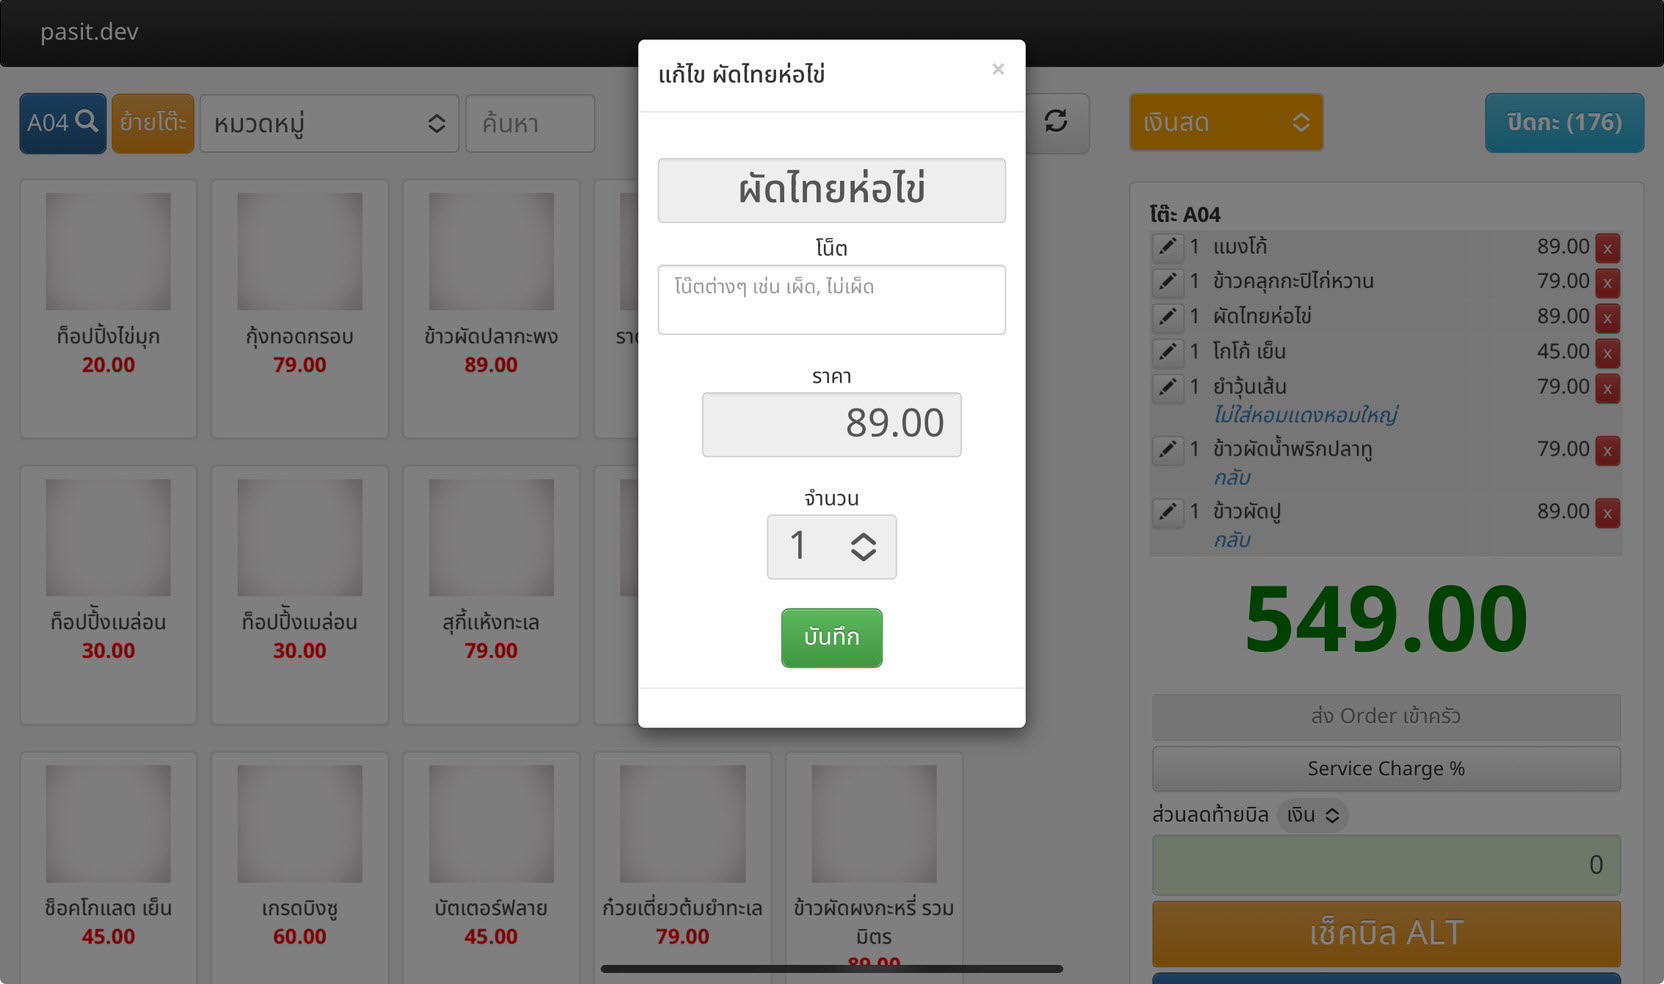 pasit.dev
แก้ไข ผัดไทยห่อไข่
×
A04
ย้ายโต๊ะ
หมวดหมู่
ค้นหา
เงินสด
ปิดกะ (176)
ผัดไทยห่อไข่
โน็ต
โน๊ตต่างๆ เช่น เผ็ด, ไม่เผ็ด
ราคา
89.00
จำนวน
1
บันทึก
ท็อปปิ้งไข่มุก
20.00
กุ้งทอดกรอบ
79.00
ข้าวผัดปลากะพง
89.00
ท็อปปิ้้งเมล่อน
30.00
ท็อปปิ้้งเมล่อน
30.00
สุกี้แห้งทะเล
79.00
ช็อคโกแลต เย็น
45.00
เกรดบิงซู
60.00
บัตเตอร์ฟลาย
45.00
ก๋วยเตี่ยวต้มยำทะเล
79.00
ข้าวผัดผงกะหรี่ รวม
มิตร
89.00
โต๊ะ A04
1 แมงโก้ 89.00 x
1 ข้าวคลุกกะปิไก่หวาน 79.00 x
1 ผัดไทยห่อไข่ 89.00 x
1 โกโก้ เย็น 45.00 x
1 ยำวุ้นเส้น 79.00 x
ไม่ใส่หอมแดงหอมใหญ่
1 ข้าวผัดน้ำพริกปลาทู 79.00 x
กลับ
1 ข้าวผัดปู 89.00 x
กลับ
549.00
ส่ง Order เข้าครัว
Service Charge %
ส่วนลดท้ายบิล เงิน
0
เช็คบิล ALT